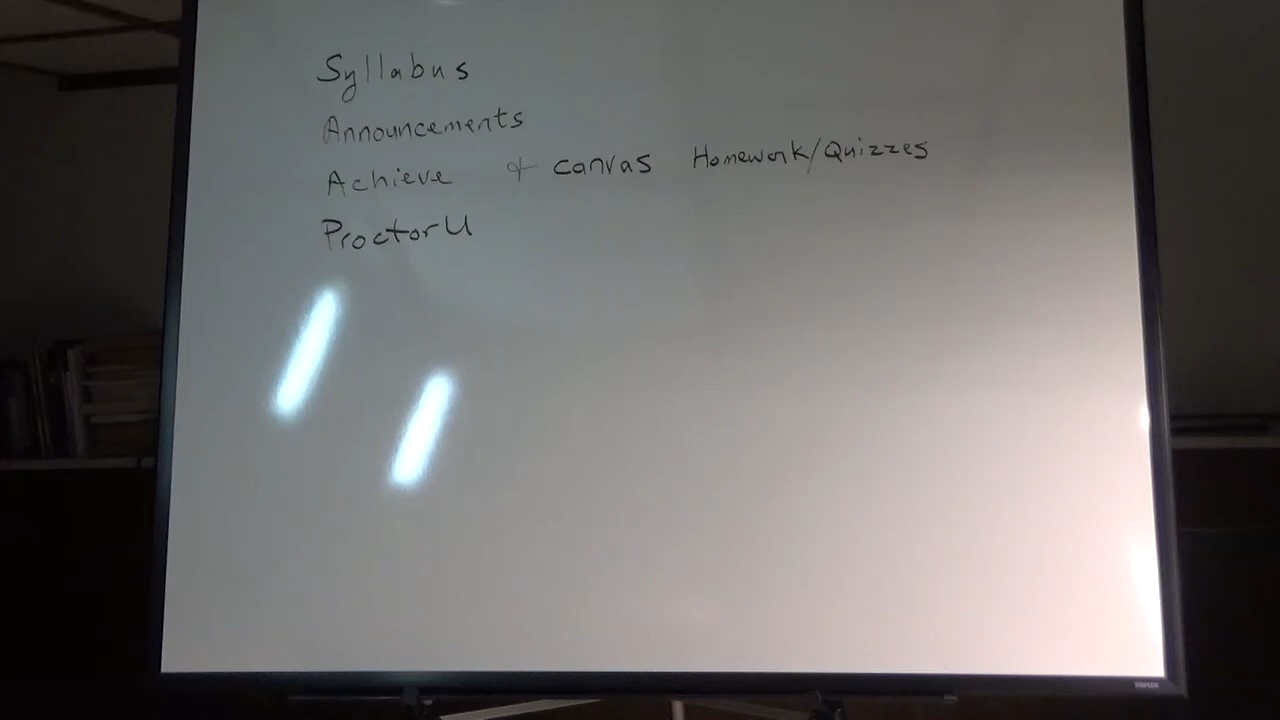 Syllabus
Announcements
Achieve & Canvas Homework/Quizzes
ProctorU